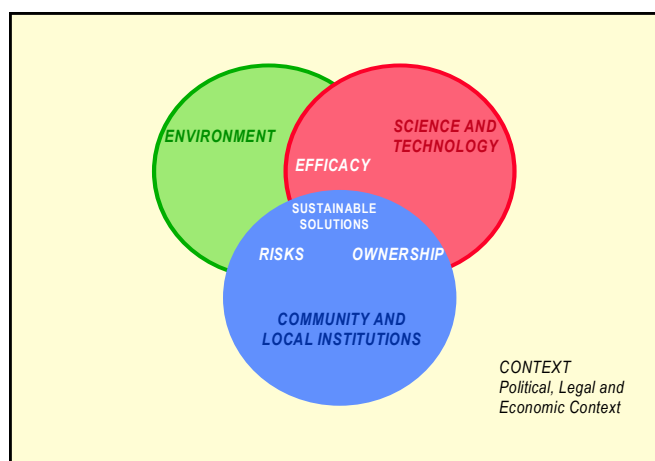 ENVIRONMENT
SCIENCE AND
TECHNOLOGY
EFFICACY
SUSTAINABLE
SOLUTIONS
RISKS
OWNERSHIP
COMMUNITY AND
LOCAL INSTITUTIONS
CONTEXT
Political, Legal and
Economic Context